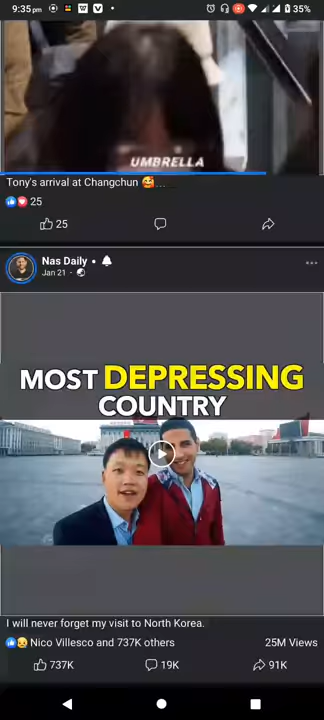 9:35 pm
35%
UMBRELLA
Tony's arrival at Changchun 🥰...
25
25
Nas Daily •
Jan 21 •
MOST DEPRESSING
COUNTRY
I will never forget my visit to North Korea.
Nico Villesco and 737K others
25M Views
737K
19K
91K